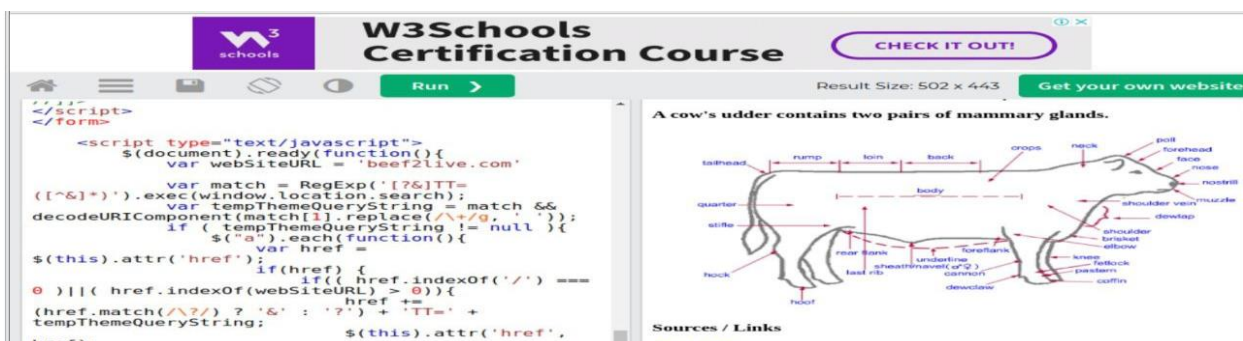 W3Schools
Certification Course
schools
CHECK IT OUT!
Run ❯
Result Size: 502 x 443
Get your own website
</script>
</form>
<script type="text/javascript">
$(document).ready(function(){
var webSiteURL = 'beef2live.com'
var match = RegExp('[?&]TT=
([^&]*)').exec(window.location.search);
var tempThemeQueryString = match &&
decodeURIComponent(match[1].replace(/\+/g, ' '));
if ( tempThemeQueryString != null ){
$("a").each(function(){
var href =
$(this).attr('href');
if(href) {
if(( href.indexOf('/') ===
0 )||( href.indexOf(webSiteURL) > 0)){
href +=
(href.match(/\?/) ? '&' : '?') + 'TT=' +
tempThemeQueryString;
$(this).attr('href',
A cow's udder contains two pairs of mammary glands.
tailhead
rump
loin
back
crops
neck
poll
forehead
face
nose
nostril
muzzle
body
quarter
shoulder vein
dewlap
stifle
shoulder
brisket
elbow
rear flank
foreflank
underline
sheath/navel(♂♀)
last rib
cannon
knee
fetlock
pastern
hock
dewclaw
coffin
hoof
Sources / Links